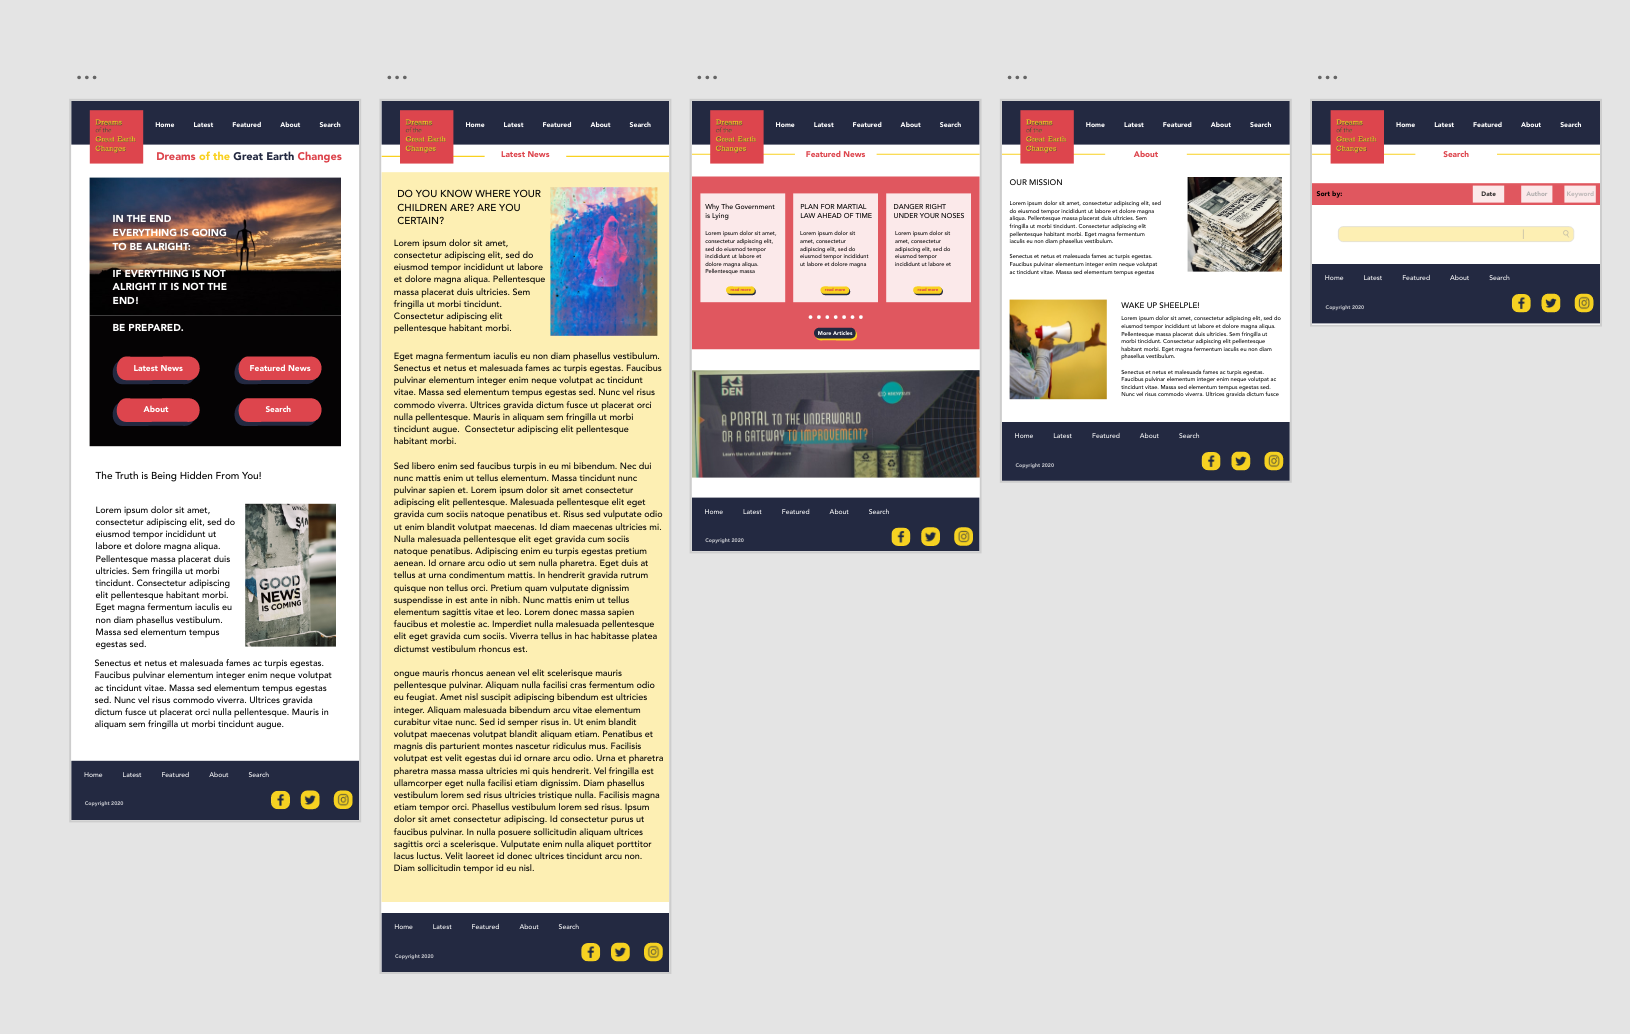 Dreams
of the
Great Earth
Changes
Home Latest Featured About Search
Dreams of the Great Earth Changes
IN THE END
EVERYTHING IS GOING
TO BE ALRIGHT:
IF EVERYTHING IS NOT
ALRIGHT IT IS NOT THE
END!
BE PREPARED.
Latest News Featured News
About Search
The Truth is Being Hidden From You!
Lorem ipsum dolor sit amet,
consectetur adipiscing elit, sed do
eiusmod tempor incididunt ut
labore et dolore magna aliqua.
Pellentesque massa placerat duis
ultricies. Sem fringilla ut morbi
tincidunt. Consectetur adipiscing
elit pellentesque habitant morbi.
Eget magna fermentum iaculis eu
non diam phasellus vestibulum.
Massa sed elementum tempus
egestas sed.
GOOD
NEWS
IS COMING
Senectus et netus et malesuada fames ac turpis egestas.
Faucibus pulvinar elementum integer enim neque volutpat
ac tincidunt vitae. Massa sed elementum tempus egestas
sed. Nunc vel risus commodo viverra. Ultrices gravida
dictum fusce ut placerat orci nulla pellentesque. Mauris in
aliquam sem fringilla ut morbi tincidunt augue.
Home Latest Featured About Search
Copyright 2020
Dreams
of the
Great Earth
Changes
Home Latest Featured About Search
Latest News
DO YOU KNOW WHERE YOUR
CHILDREN ARE? ARE YOU
CERTAIN?
Lorem ipsum dolor sit amet,
consectetur adipiscing elit, sed do
eiusmod tempor incididunt ut labore
et dolore magna aliqua. Pellentesque
massa placerat duis ultricies. Sem
fringilla ut morbi tincidunt.
Consectetur adipiscing elit
pellentesque habitant morbi.
Eget magna fermentum iaculis eu non diam phasellus vestibulum.
Senectus et netus et malesuada fames ac turpis egestas. Faucibus
pulvinar elementum integer enim neque volutpat ac tincidunt
vitae. Massa sed elementum tempus egestas sed. Nunc vel risus
commodo viverra. Ultrices gravida dictum fusce ut placerat orci
nulla pellentesque. Mauris in aliquam sem fringilla ut morbi
tincidunt augue. Consectetur adipiscing elit pellentesque
habitant morbi.
Sed libero enim sed faucibus turpis in eu mi bibendum. Nec dui
nunc mattis enim ut tellus elementum. Massa tincidunt nunc
pulvinar sapien et. Lorem ipsum dolor sit amet consectetur
adipiscing elit pellentesque. Malesuada pellentesque elit eget
gravida cum sociis natoque penatibus et. Risus sed vulputate odio
ut enim blandit volutpat maecenas. Id diam maecenas ultricies mi.
Nulla malesuada pellentesque elit eget gravida cum sociis
natoque penatibus. Adipiscing enim eu turpis egestas pretium
aenean. Id ornare arcu odio ut sem nulla pharetra. Eget duis at
tellus at urna condimentum mattis. In hendrerit gravida rutrum
quisque non tellus orci. Pretium quam vulputate dignissim
suspendisse in est ante in nibh. Nunc mattis enim ut tellus
elementum sagittis vitae et leo. Lorem donec massa sapien
faucibus et molestie ac. Imperdiet nulla malesuada pellentesque
elit eget gravida cum sociis. Viverra tellus in hac habitasse platea
dictumst vestibulum rhoncus est.
ongue mauris rhoncus aenean vel elit scelerisque mauris
pellentesque pulvinar. Aliquam nulla facilisi cras fermentum odio
eu feugiat. Amet nisl suscipit adipiscing bibendum est ultricies
integer. Aliquam malesuada bibendum arcu vitae elementum
curabitur vitae nunc. Sed id semper risus in. Ut enim blandit
volutpat maecenas volutpat blandit aliquam etiam. Penatibus et
magnis dis parturient montes nascetur ridiculus mus. Facilisis
volutpat est velit egestas dui id ornare arcu odio. Urna et pharetra
pharetra massa massa ultricies mi quis hendrerit. Vel fringilla est
ullamcorper eget nulla facilisi etiam dignissim. Diam phasellus
vestibulum lorem sed risus ultricies tristique nulla. Facilisis magna
etiam tempor orci. Phasellus vestibulum lorem sed risus. Ipsum
dolor sit amet consectetur adipiscing. Id consectetur purus ut
faucibus pulvinar. In nulla posuere sollicitudin aliquam ultrices
sagittis orci a scelerisque. Vulputate enim nulla aliquet porttitor
lacus luctus. Velit laoreet id donec ultrices tincidunt arcu non.
Diam sollicitudin tempor id eu nisl.
Home Latest Featured About Search
Copyright 2020
Dreams
of the
Great Earth
Changes
Home Latest Featured About Search
Featured News
Why The Government
is Lying
Lorem ipsum dolor sit amet,
consectetur adipiscing elit,
sed do eiusmod tempor
incididunt ut labore et
dolore magna aliqua.
Pellentesque massa
read more
PLAN FOR MARTIAL
LAW AHEAD OF TIME
Lorem ipsum dolor sit
amet, consectetur
adipiscing elit, sed do
eiusmod tempor incididunt
ut labore et dolore magna
read more
DANGER RIGHT
UNDER YOUR NOSES
Lorem ipsum dolor sit
amet, consectetur
adipiscing elit, sed do
eiusmod tempor
incididunt ut labore et
read more
More Articles
DEN
A PORTAL TO THE UNDERWORLD
OR A GATEWAY TO IMPROVEMENT?
Learn the truth at DENFiles.com
Home Latest Featured About Search
Copyright 2020
Dreams
of the
Great Earth
Changes
Home Latest Featured About Search
About
OUR MISSION
Lorem ipsum dolor sit amet, consectetur adipiscing elit, sed
do eiusmod tempor incididunt ut labore et dolore magna
aliqua. Pellentesque massa placerat duis ultricies. Sem
fringilla ut morbi tincidunt. Consectetur adipiscing elit
pellentesque habitant morbi. Eget magna fermentum
iaculis eu non diam phasellus vestibulum.
Senectus et netus et malesuada fames ac turpis egestas.
Faucibus pulvinar elementum integer enim neque volutpat
ac tincidunt vitae. Massa sed elementum tempus egestas
WAKE UP SHEELPLE!
Lorem ipsum dolor sit amet, consectetur adipiscing elit, sed do
eiusmod tempor incididunt ut labore et dolore magna aliqua.
Pellentesque massa placerat duis ultricies. Sem fringilla ut
morbi tincidunt. Consectetur adipiscing elit pellentesque
habitant morbi. Eget magna fermentum iaculis eu non diam
phasellus vestibulum.
Senectus et netus et malesuada fames ac turpis egestas.
Faucibus pulvinar elementum integer enim neque volutpat ac
tincidunt vitae. Massa sed elementum tempus egestas sed.
Nunc vel risus commodo viverra. Ultrices gravida dictum fusce
Home Latest Featured About Search
Copyright 2020
Dreams
of the
Great Earth
Changes
Home Latest Featured About Search
Search
Sort by: Date Author Keyword
Home Latest Featured About Search
Copyright 2020